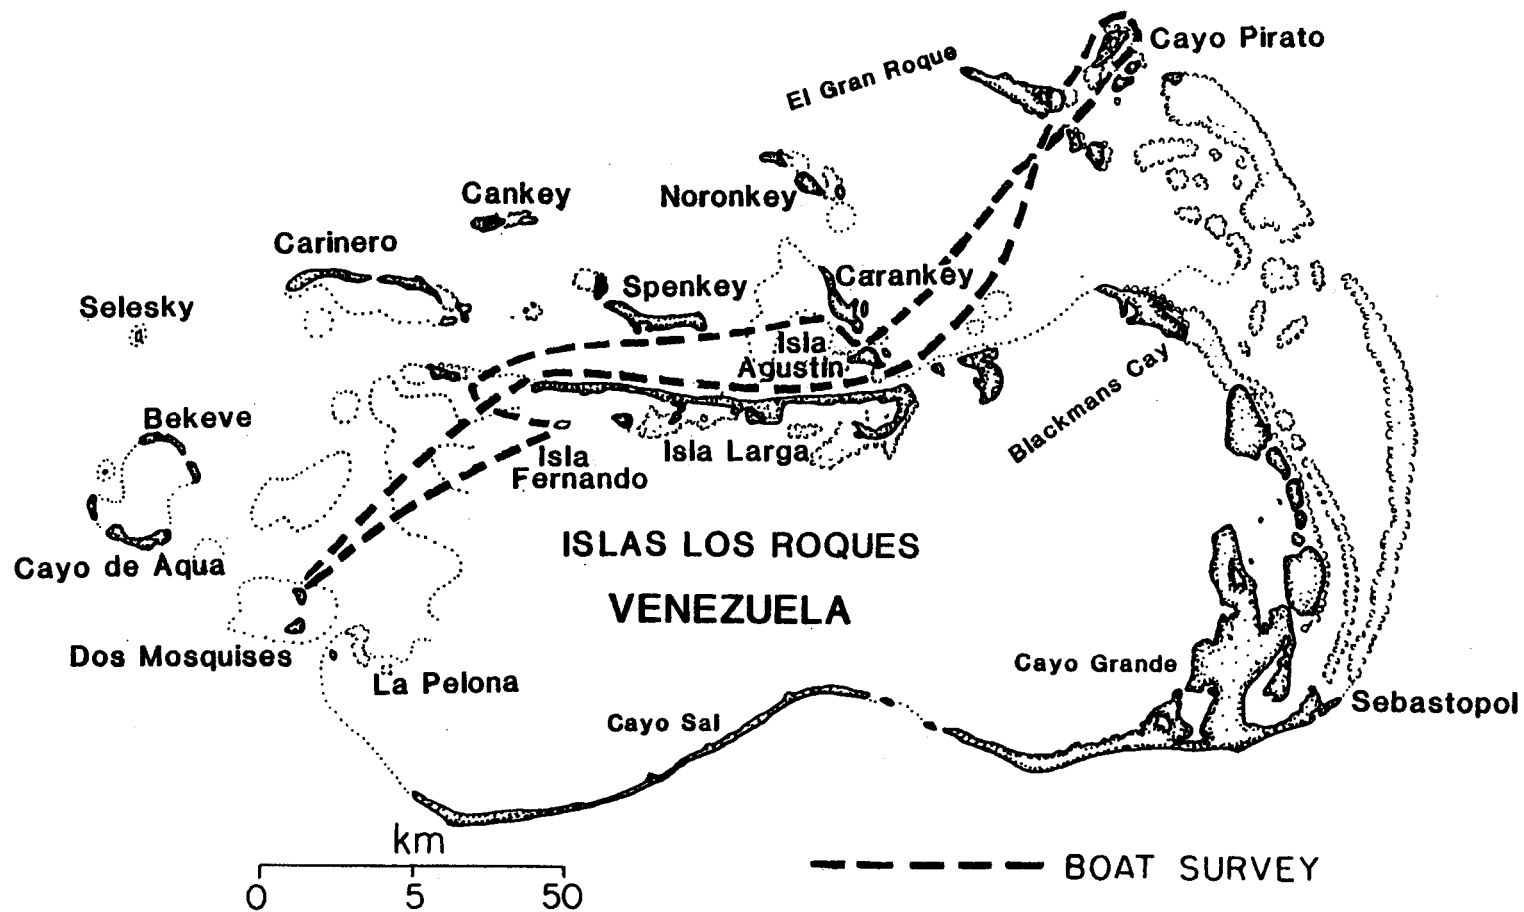 Cayo Pirato
El Gran Roque
Cankey
Noronkey
Carinero
Carankey
Spenkey
Selesky
Isla
Agustin
Bekeve
Blackmans Cay
Isla Larga
Isla
Fernando
ISLAS LOS ROQUES
Cayo de Aqua
VENEZUELA
Dos Mosquises
Cayo Grande
La Pelona
Sebastopol
Cayo Sal
km
0 5 50
BOAT SURVEY